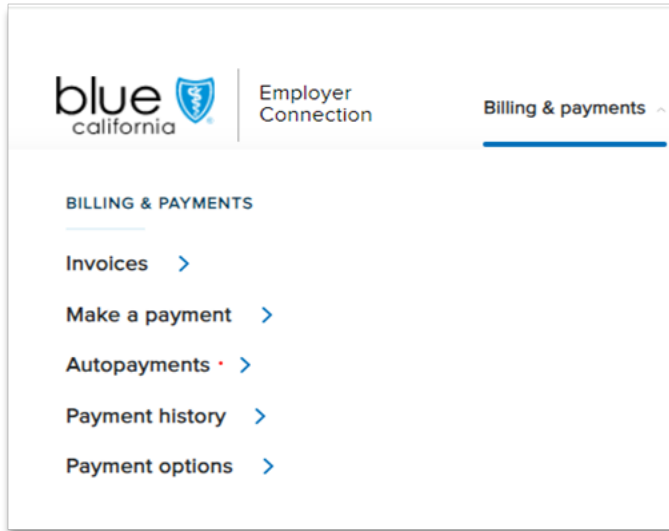 blue
california
Employer
Connection
Billing & payments
BILLING & PAYMENTS
Invoices
Make a payment
Autopayments
Payment history
Payment options